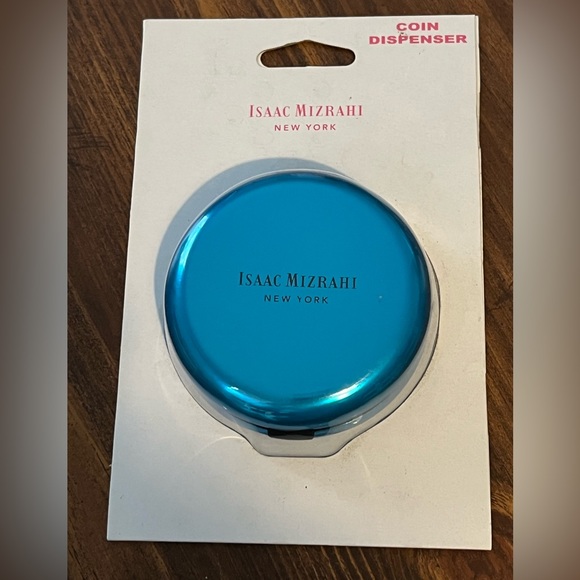 COIN
DISPENSER
ISAAC MIZRAHI
NEW YORK
ISAAC MIZRAHI
NEW YORK